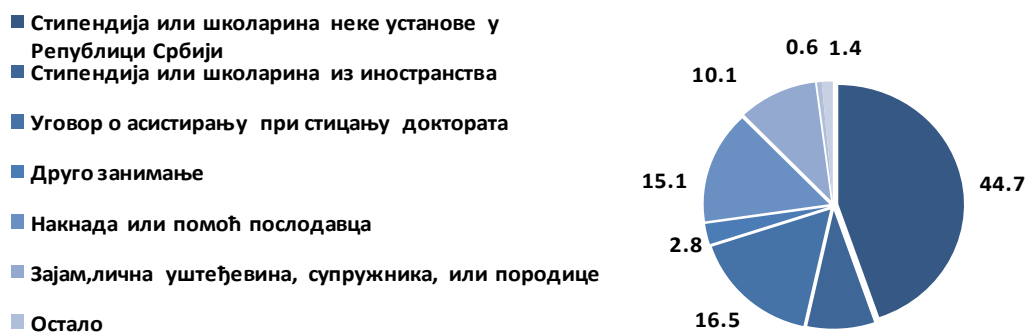 Стипендија или школарина неке установе у
Републици Србији
Стипендија или школарина из иностранства
Уговор о асистирању при стицању доктората
Друго занимање
Накнада или помоћ послодавца
Зајам,лична уштеђевина, супружника, или породице
Остало
0.6 1.4
10.1
15.1
44.7
2.8
16.5